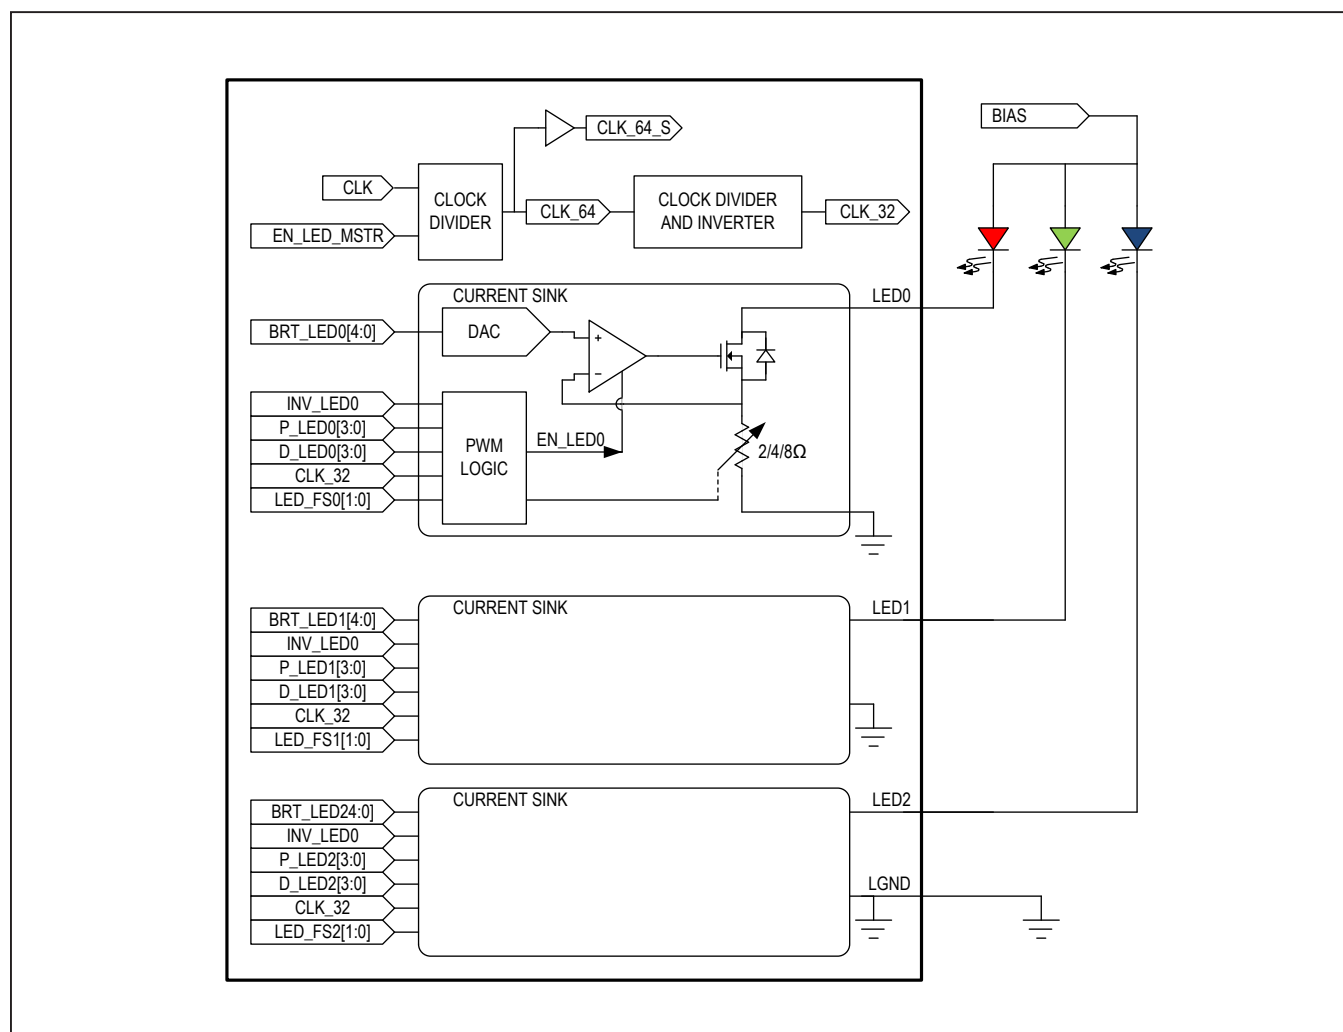 CLK_64_S
BIAS
CLK
CLOCK
DIVIDER
EN_LED_MSTR
CLK_64
CLOCK DIVIDER
AND INVERTER
CLK_32
CURRENT SINK
LED0
BRT_LED0[4:0]
DAC
+
−
INV_LED0
P_LED0[3:0]
D_LED0[3:0]
CLK_32
LED_FS0[1:0]
PWM
LOGIC
EN_LED0
2/4/8Ω
CURRENT SINK
LED1
BRT_LED1[4:0]
INV_LED0
P_LED1[3:0]
D_LED1[3:0]
CLK_32
LED_FS1[1:0]
CURRENT SINK
LED2
BRT_LED24:0]
INV_LED0
P_LED2[3:0]
D_LED2[3:0]
CLK_32
LED_FS2[1:0]
LGND